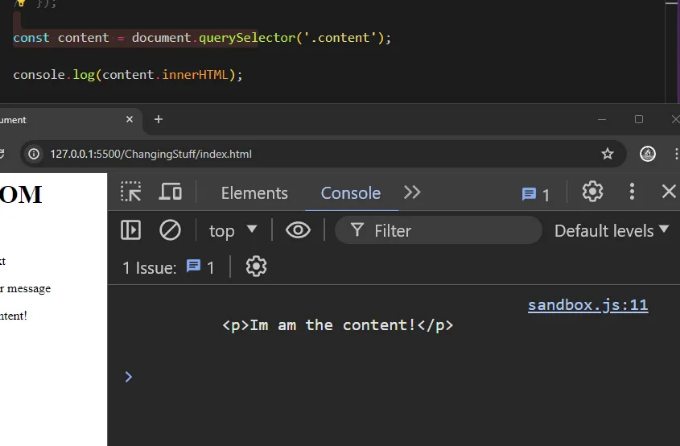 });
const content = document.querySelector('.content');
console.log(content.innerHTML);
ument
127.0.0.1:5500/ChangingStuff/index.html
OM
xt
r message
ntent!
Elements Console 1
top Filter Default levels
1 Issue: 1
sandbox.js:11
<p>Im am the content!</p>